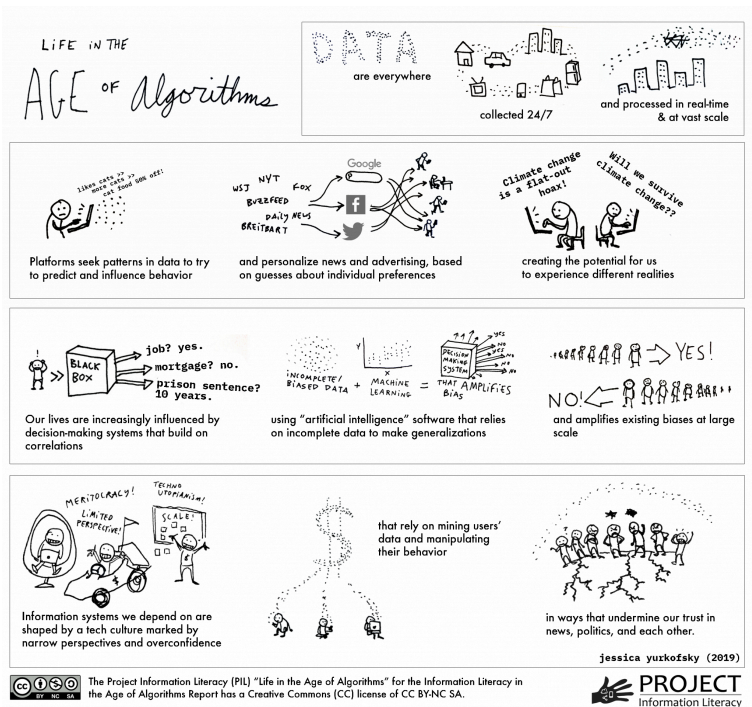 LiFE iN THE
AGE OF Algorithms
DATA
are everywhere
collected 24/7
and processed in real-time
& at vast scale
likes cats >>
more cats >>
cat food 50% off!
Platforms seek patterns in data to try
to predict and influence behavior
WSJ NYT FOX
BUZZFEED
DAILY NEWS
BREITBART
Google
f
and personalize news and advertising, based
on guesses about individual preferences
Climate change
is a flat-out
hoax!
Will we survive
climate change??
creating the potential for us
to experience different realities
BLACK
BOX
job? yes.
mortgage? no.
prison sentence?
10 years.
Our lives are increasingly influenced by
decision-making systems that build on
correlations
iNCOMPLETE/
BiASED DATA
+
Y
X
MACHiNE
LEARNiNG
=
DECiSiON
MAKiNG
SYSTEM
YES
NO
YES
NO
NO
NO
THAT AMPLiFiES
BiAS
using "artificial intelligence" software that relies
on incomplete data to make generalizations
YES!
NO!
and amplifies existing biases at large
scale
MERiTOCRACY!
LiMiTED
PERSPECTiVE!
TECHNO
UTOPiANiSM!
SCALE!
$
Information systems we depend on are
shaped by a tech culture marked by
narrow perspectives and overconfidence
$
that rely on mining users'
data and manipulating
their behavior
in ways that undermine our trust in
news, politics, and each other.
jessica yurkofsky (2019)
cc BY NC SA
The Project Information Literacy (PIL) "Life in the Age of Algorithms" for the Information Literacy in
the Age of Algorithms Report has a Creative Commons (CC) license of CC BY-NC SA.
PROJECT
Information Literacy